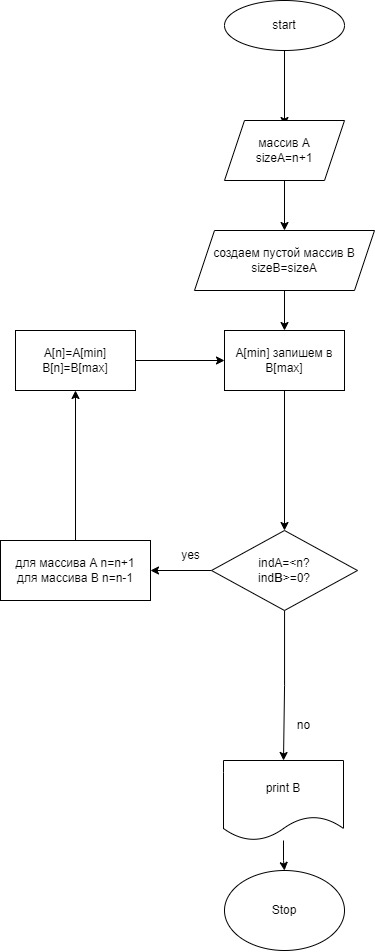 start
массив A
sizeA=n+1
создаем пустой массив B
sizeB=sizeA
A[n]=A[min]
B[n]=B[max]
A[min] запишем в
B[max]
yes
indA=<n?
indB>=0?
для массива A n=n+1
для массива B n=n-1
no
print B
Stop